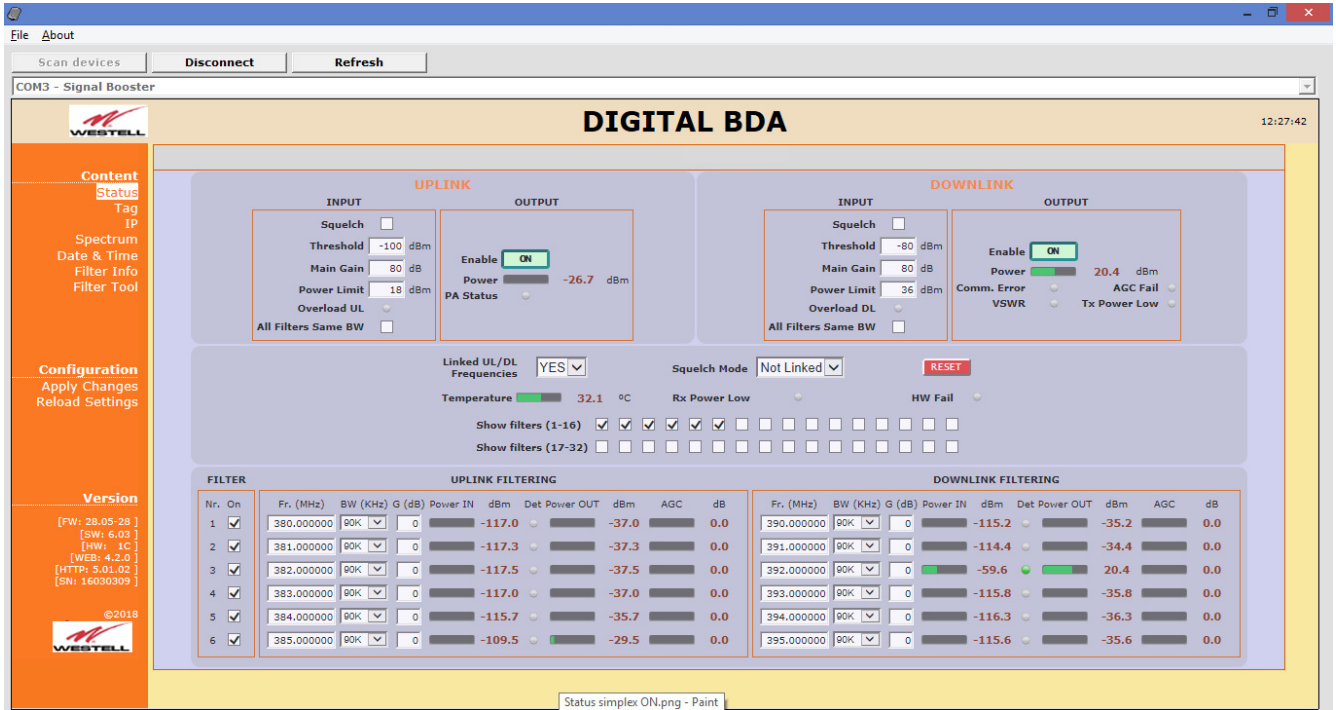 File About
Scan devices Disconnect Refresh
COM3 - Signal Booster
WESTELL
DIGITAL BDA
12:27:42
Content
Status
Tag
IP
Spectrum
Date & Time
Filter Info
Filter Tool
Configuration
Apply Changes
Reload Settings
Version
[FW: 28.05-28 ]
[SW: 6.03 ]
[HW: 1C ]
[WEB: 4.2.0 ]
[HTTP: 5.01.02 ]
[SN: 16030309 ]
©2018
WESTELL
UPLINK
INPUT OUTPUT
Squelch
Threshold -100 dBm
Main Gain 80 dB
Power Limit 18 dBm
Overload UL
All Filters Same BW
Enable ON
Power -26.7 dBm
PA Status
DOWNLINK
INPUT OUTPUT
Squelch
Threshold -80 dBm
Main Gain 80 dB
Power Limit 36 dBm
Overload DL
All Filters Same BW
Enable ON
Power 20.4 dBm
Comm. Error AGC Fail
VSWR Tx Power Low
Linked UL/DL
Frequencies YES Squelch Mode Not Linked RESET
Temperature 32.1 ºC Rx Power Low HW Fail
Show filters (1-16)
Show filters (17-32)
FILTER UPLINK FILTERING DOWNLINK FILTERING
Nr. On Fr. (MHz) BW (KHz) G (dB) Power IN dBm Det Power OUT dBm AGC dB Fr. (MHz) BW (KHz) G (dB) Power IN dBm Det Power OUT dBm AGC dB
1 380.000000 90K 0 -117.0 -37.0 0.0 390.000000 90K 0 -115.2 -35.2 0.0
2 381.000000 90K 0 -117.3 -37.3 0.0 391.000000 90K 0 -114.4 -34.4 0.0
3 382.000000 90K 0 -117.5 -37.5 0.0 392.000000 90K 0 -59.6 20.4 0.0
4 383.000000 90K 0 -117.0 -37.0 0.0 393.000000 90K 0 -115.8 -35.8 0.0
5 384.000000 90K 0 -115.7 -35.7 0.0 394.000000 90K 0 -116.3 -36.3 0.0
6 385.000000 90K 0 -109.5 -29.5 0.0 395.000000 90K 0 -115.6 -35.6 0.0
Status simplex ON.png - Paint